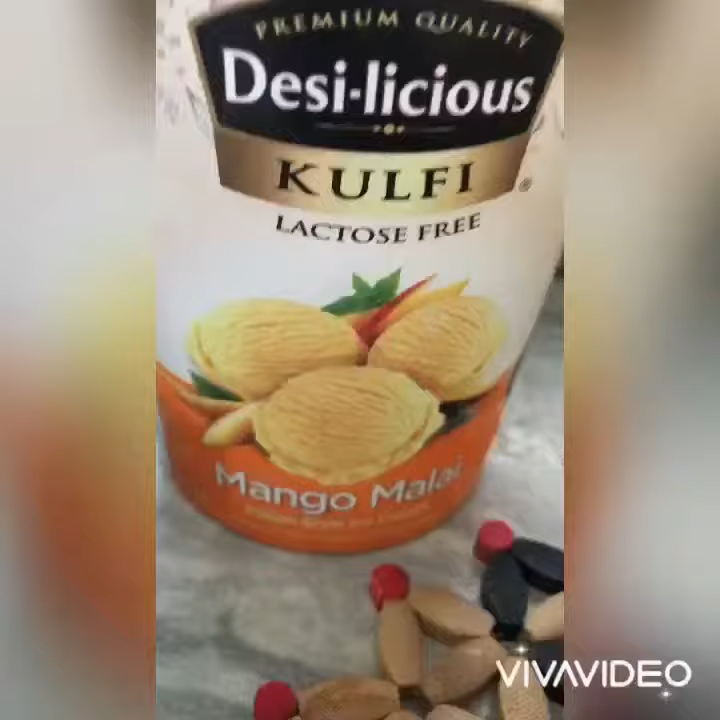 PREMIUM QUALITY
Desi-licious
KULFI
®
LACTOSE FREE
Mango Malai
VIVAVIDEO